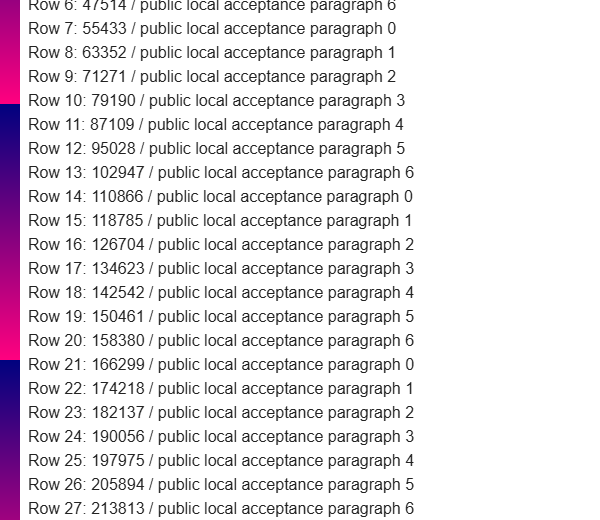 Row 6: 47514 / public local acceptance paragraph 6
Row 7: 55433 / public local acceptance paragraph 0
Row 8: 63352 / public local acceptance paragraph 1
Row 9: 71271 / public local acceptance paragraph 2
Row 10: 79190 / public local acceptance paragraph 3
Row 11: 87109 / public local acceptance paragraph 4
Row 12: 95028 / public local acceptance paragraph 5
Row 13: 102947 / public local acceptance paragraph 6
Row 14: 110866 / public local acceptance paragraph 0
Row 15: 118785 / public local acceptance paragraph 1
Row 16: 126704 / public local acceptance paragraph 2
Row 17: 134623 / public local acceptance paragraph 3
Row 18: 142542 / public local acceptance paragraph 4
Row 19: 150461 / public local acceptance paragraph 5
Row 20: 158380 / public local acceptance paragraph 6
Row 21: 166299 / public local acceptance paragraph 0
Row 22: 174218 / public local acceptance paragraph 1
Row 23: 182137 / public local acceptance paragraph 2
Row 24: 190056 / public local acceptance paragraph 3
Row 25: 197975 / public local acceptance paragraph 4
Row 26: 205894 / public local acceptance paragraph 5
Row 27: 213813 / public local acceptance paragraph 6